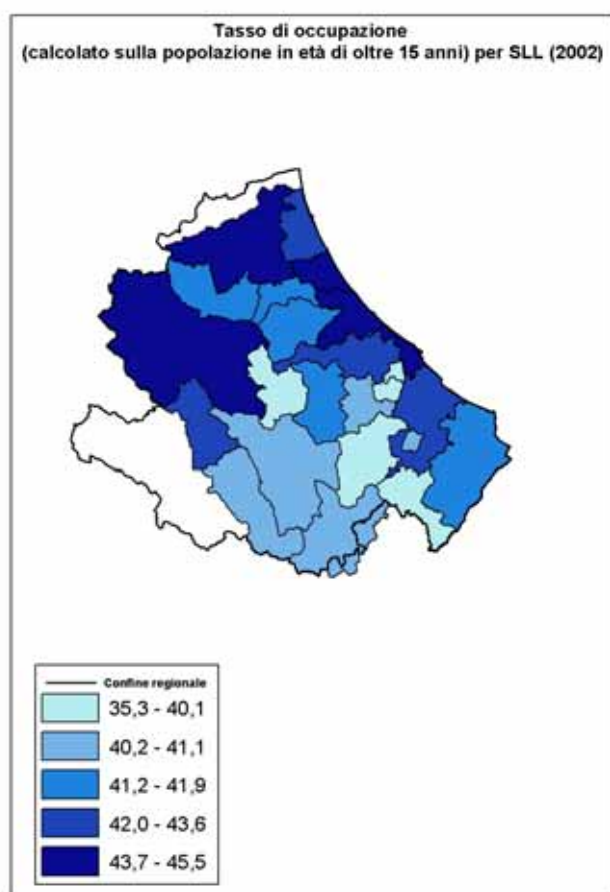 Tasso di occupazione
(calcolato sulla popolazione in età di oltre 15 anni) per SLL (2002)
Confine regionale
35,3 - 40,1
40,2 - 41,1
41,2 - 41,9
42,0 - 43,6
43,7 - 45,5